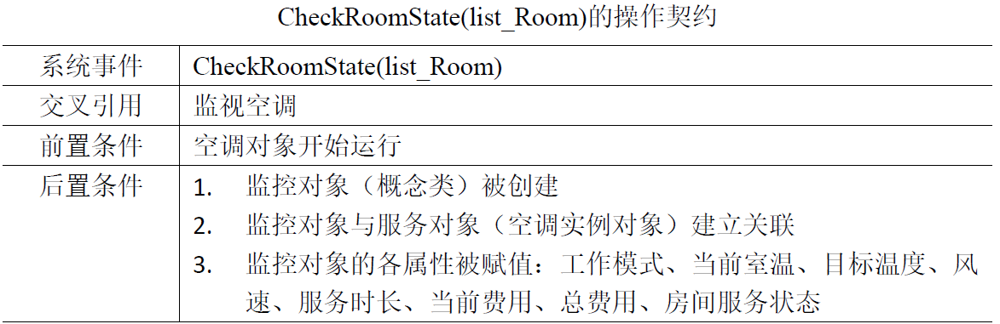 CheckRoomState(list_Room)的操作契约
系统事件 CheckRoomState(list_Room)
交叉引用 监视空调
前置条件 空调对象开始运行
后置条件 1. 监控对象（概念类）被创建
2. 监控对象与服务对象（空调实例对象）建立关联
3. 监控对象的各属性被赋值：工作模式、当前室温、目标温度、风
速、服务时长、当前费用、总费用、房间服务状态